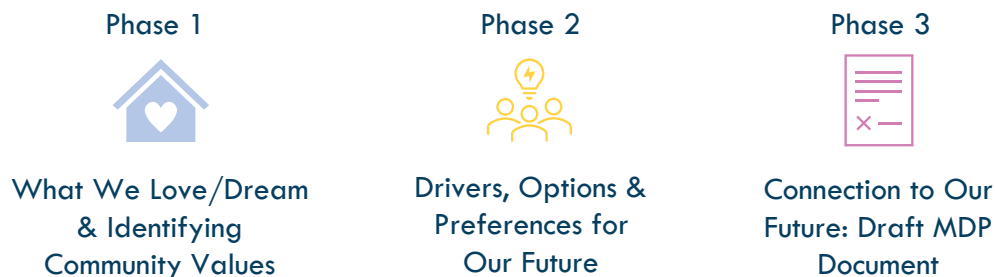 Phase 1
What We Love/Dream
& Identifying
Community Values
Phase 2
Drivers, Options &
Preferences for
Our Future
Phase 3
Connection to Our
Future: Draft MDP
Document